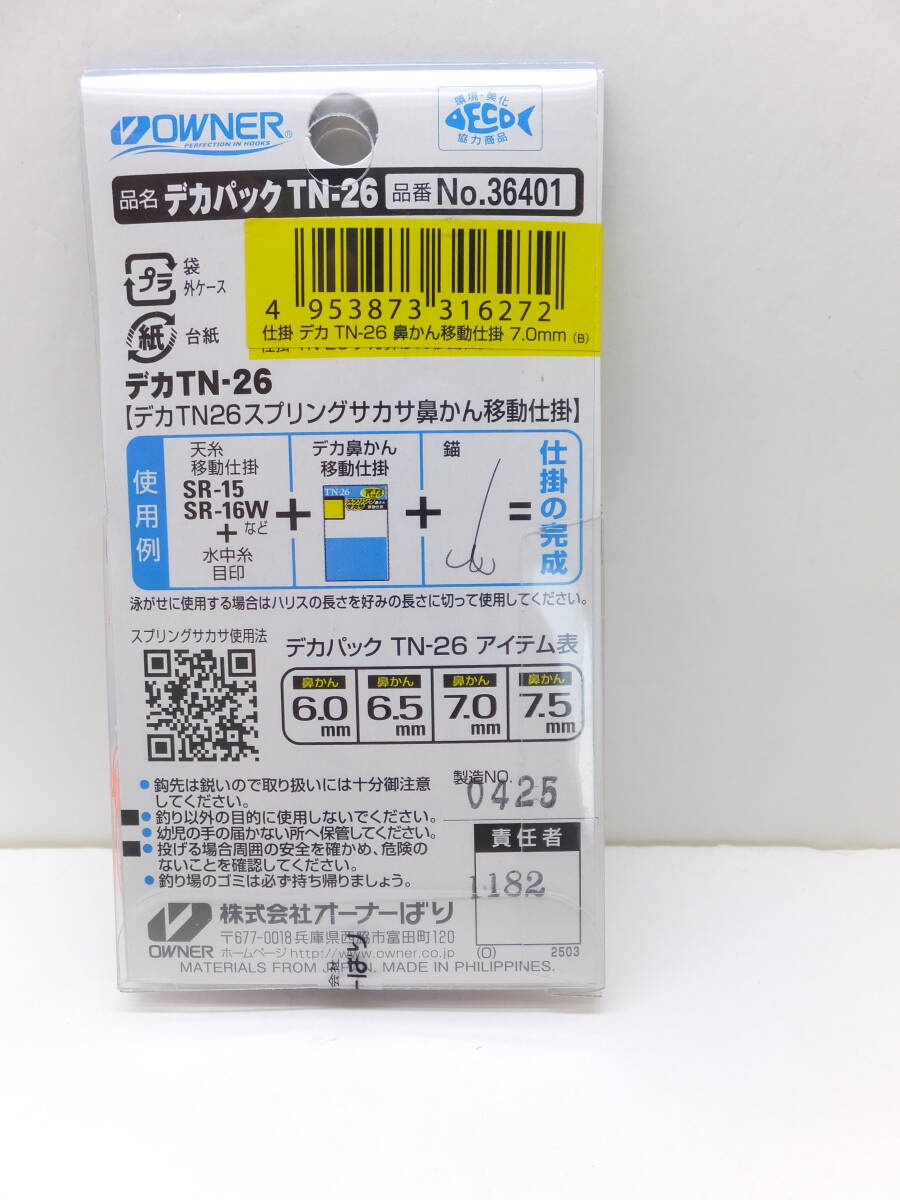 OWNER®
PERFECTION IN HOOKS
環境・美化
ECO
協力商品
品名 デカパック TN-26 品番 No.36401
プラ
袋
外ケース
紙
台紙
4 953873 316272
仕掛 デカ TN-26 鼻かん移動仕掛 7.0mm (B)
デカTN-26
【デカTN26スプリングサカサ鼻かん移動仕掛】
使用例
天糸
移動仕掛
SR-15
SR-16W
+ など
水中糸
目印
+
デカ鼻かん
移動仕掛
TN-26
スプリング
サカサ
+
錨
=
仕掛の完成
泳がせに使用する場合はハリスの長さを好みの長さに切って使用してください。
スプリングサカサ使用法
デカパック TN-26 アイテム表
鼻かん 鼻かん 鼻かん 鼻かん
6.0 6.5 7.0 7.5
mm mm mm mm
●鈎先は鋭いので取り扱いには十分御注意
してください。
●釣り以外の目的に使用しないでください。
●幼児の手の届かない所へ保管してください。
●投げる場合周囲の安全を確かめ、危険の
ないことを確認してください。
●釣り場のゴミは必ず持ち帰りましょう。
製造NO.
0425
責任者
1182
OWNER
株式会社オーナーばり
〒677-0018 兵庫県西脇市富田町120
ホームページ http://www.owner.co.jp
(O) 2503
MATERIALS FROM JAPAN. MADE IN PHILIPPINES.